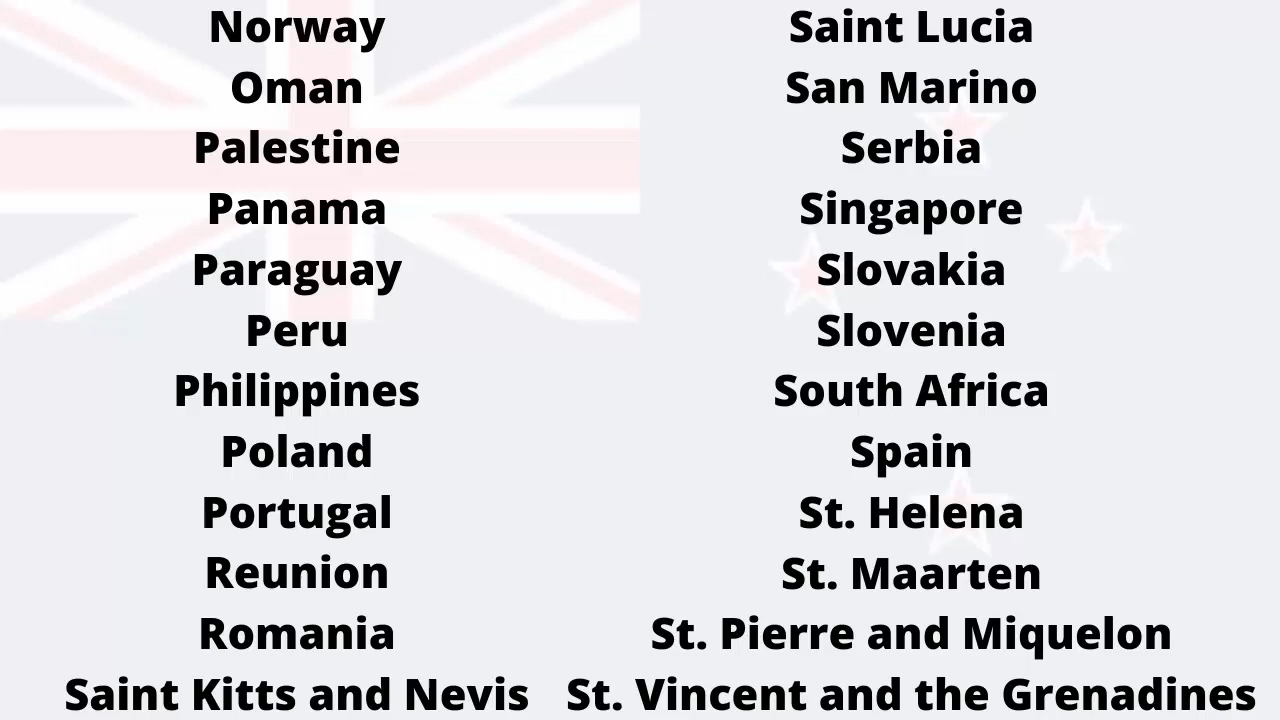 Norway
Oman
Palestine
Panama
Paraguay
Peru
Philippines
Poland
Portugal
Reunion
Romania
Saint Kitts and Nevis
Saint Lucia
San Marino
Serbia
Singapore
Slovakia
Slovenia
South Africa
Spain
St. Helena
St. Maarten
St. Pierre and Miquelon
St. Vincent and the Grenadines